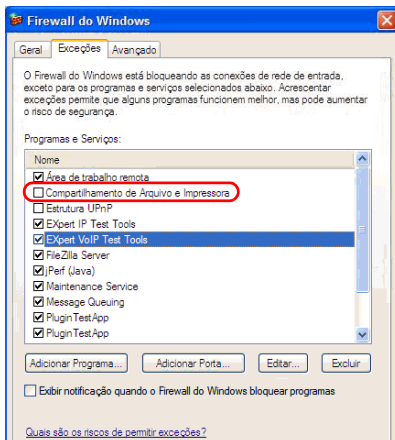 Firewall do Windows
Geral Exceções Avançado
O Firewall do Windows está bloqueando as conexões de rede de entrada,
exceto para os programas e serviços selecionados abaixo. Acrescentar
exceções permite que alguns programas funcionem melhor, mas pode aumentar
o risco de segurança.
Programas e Serviços:
Nome
Área de trabalho remota
Compartilhamento de Arquivo e Impressora
Estrutura UPnP
EXpert IP Test Tools
EXpert VoIP Test Tools
FileZilla Server
jPerf (Java)
Maintenance Service
Message Queuing
PluginTestApp
PluginTestApp
Adicionar Programa... Adicionar Porta... Editar... Excluir
Exibir notificação quando o Firewall do Windows bloquear programas
Quais são os riscos de permitir exceções?